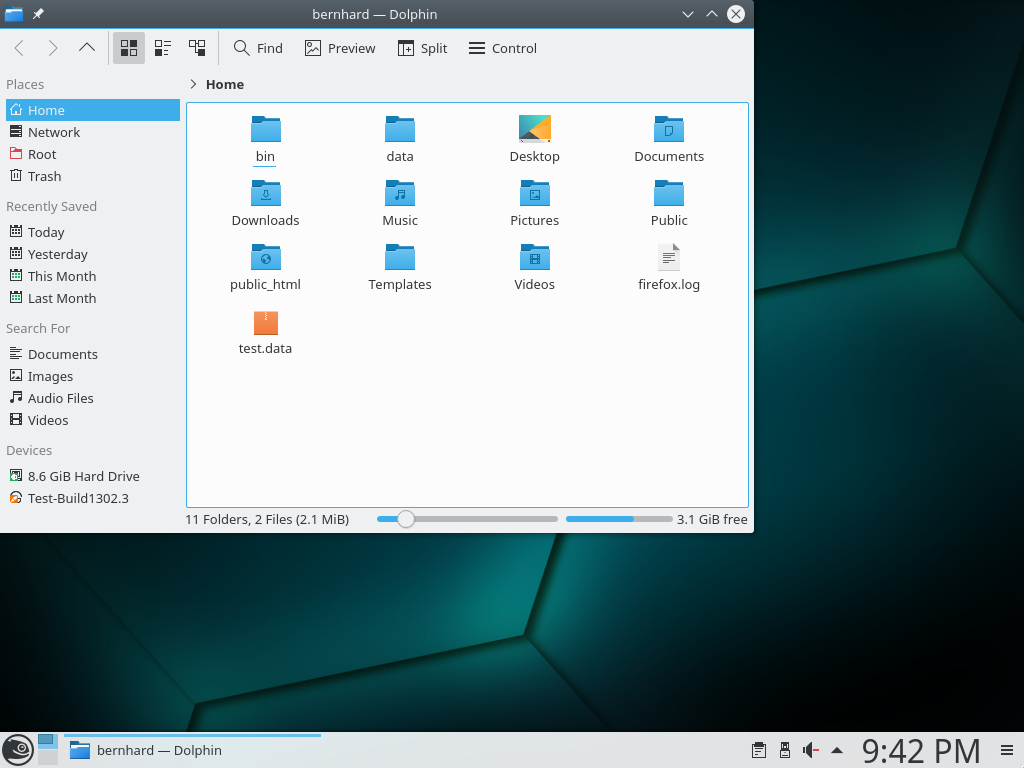 bernhard — Dolphin
Find
Preview
Split
Control
Places
Home
Network
Root
Trash
Recently Saved
Today
Yesterday
This Month
Last Month
Search For
Documents
Images
Audio Files
Videos
Devices
8.6 GiB Hard Drive
Test-Build1302.3
Home
bin
data
Desktop
Documents
Downloads
Music
Pictures
Public
public_html
Templates
Videos
firefox.log
test.data
11 Folders, 2 Files (2.1 MiB)
3.1 GiB free
bernhard — Dolphin
9:42 PM